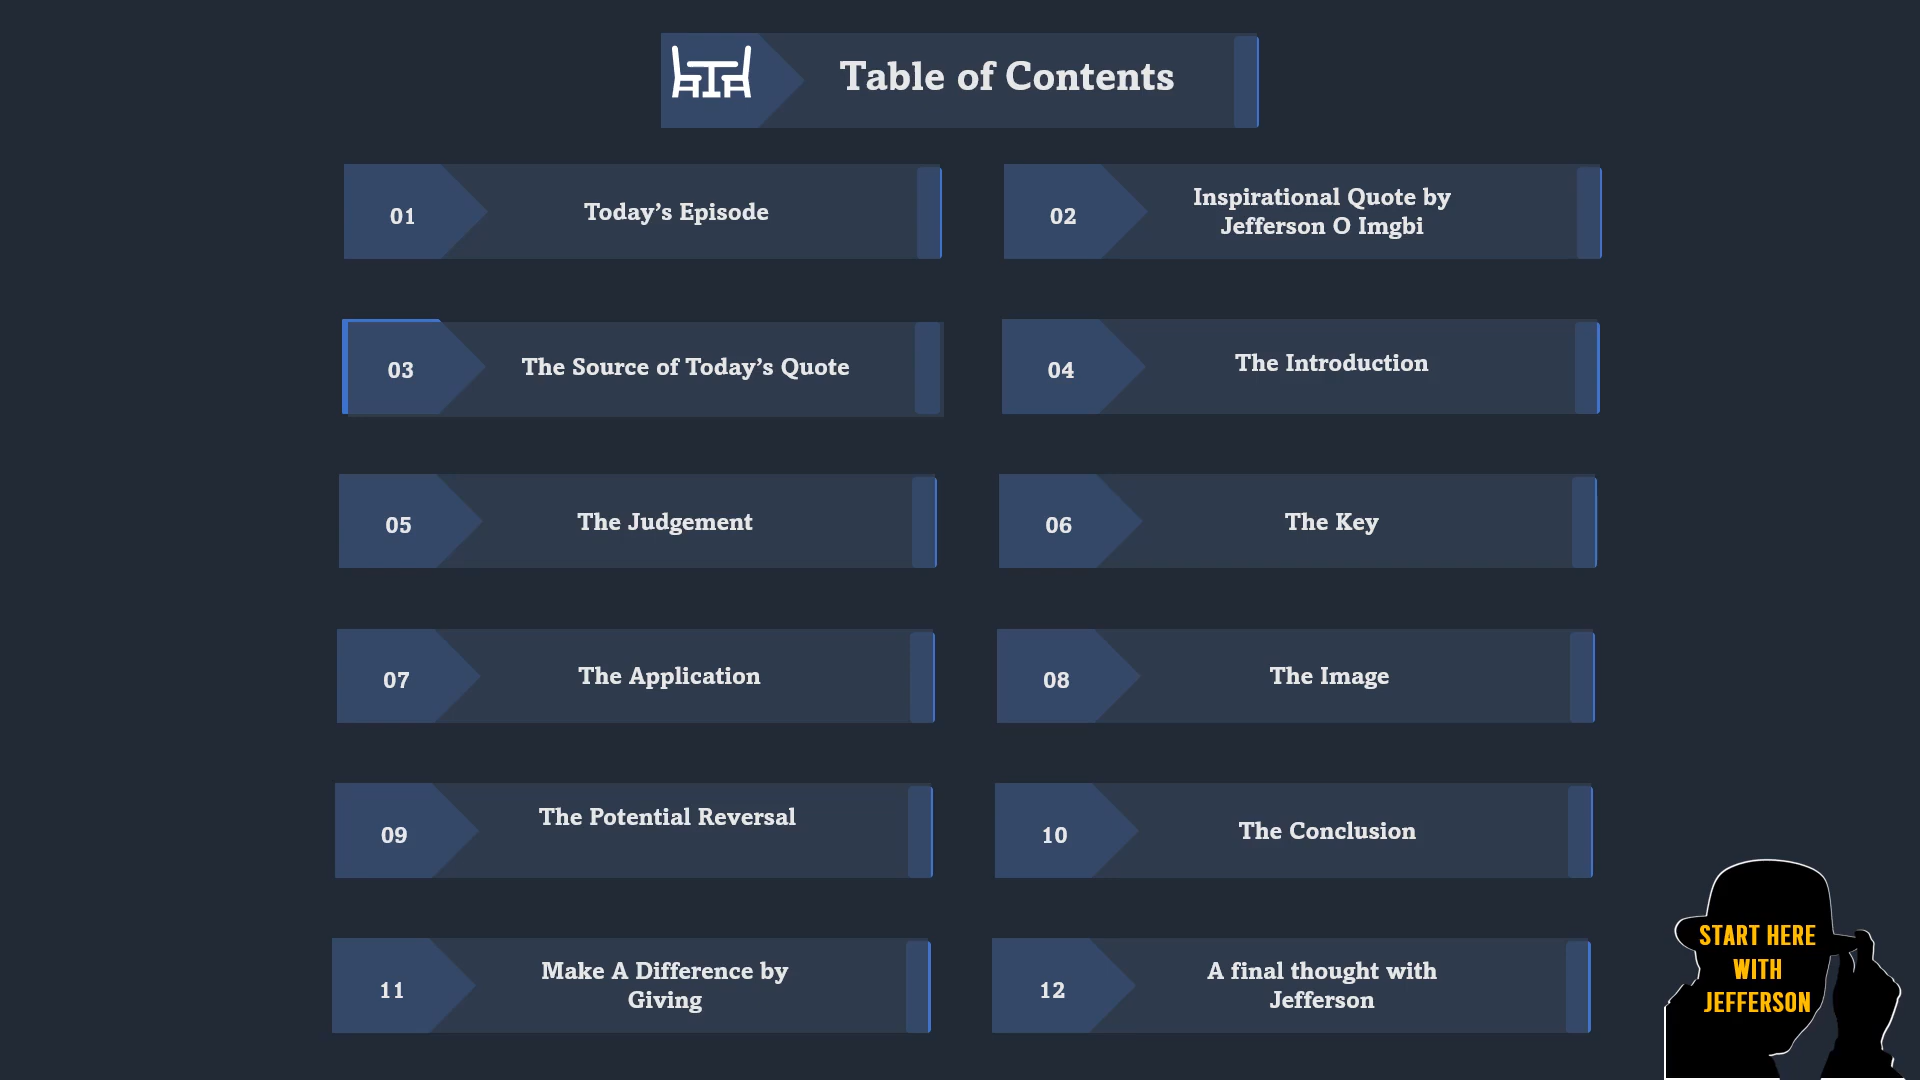 Table of Contents
01
Today’s Episode
02
Inspirational Quote by
Jefferson O Imgbi
03
The Source of Today’s Quote
04
The Introduction
05
The Judgement
06
The Key
07
The Application
08
The Image
09
The Potential Reversal
10
The Conclusion
11
Make A Difference by
Giving
12
A final thought with
Jefferson
START HERE
WITH
JEFFERSON